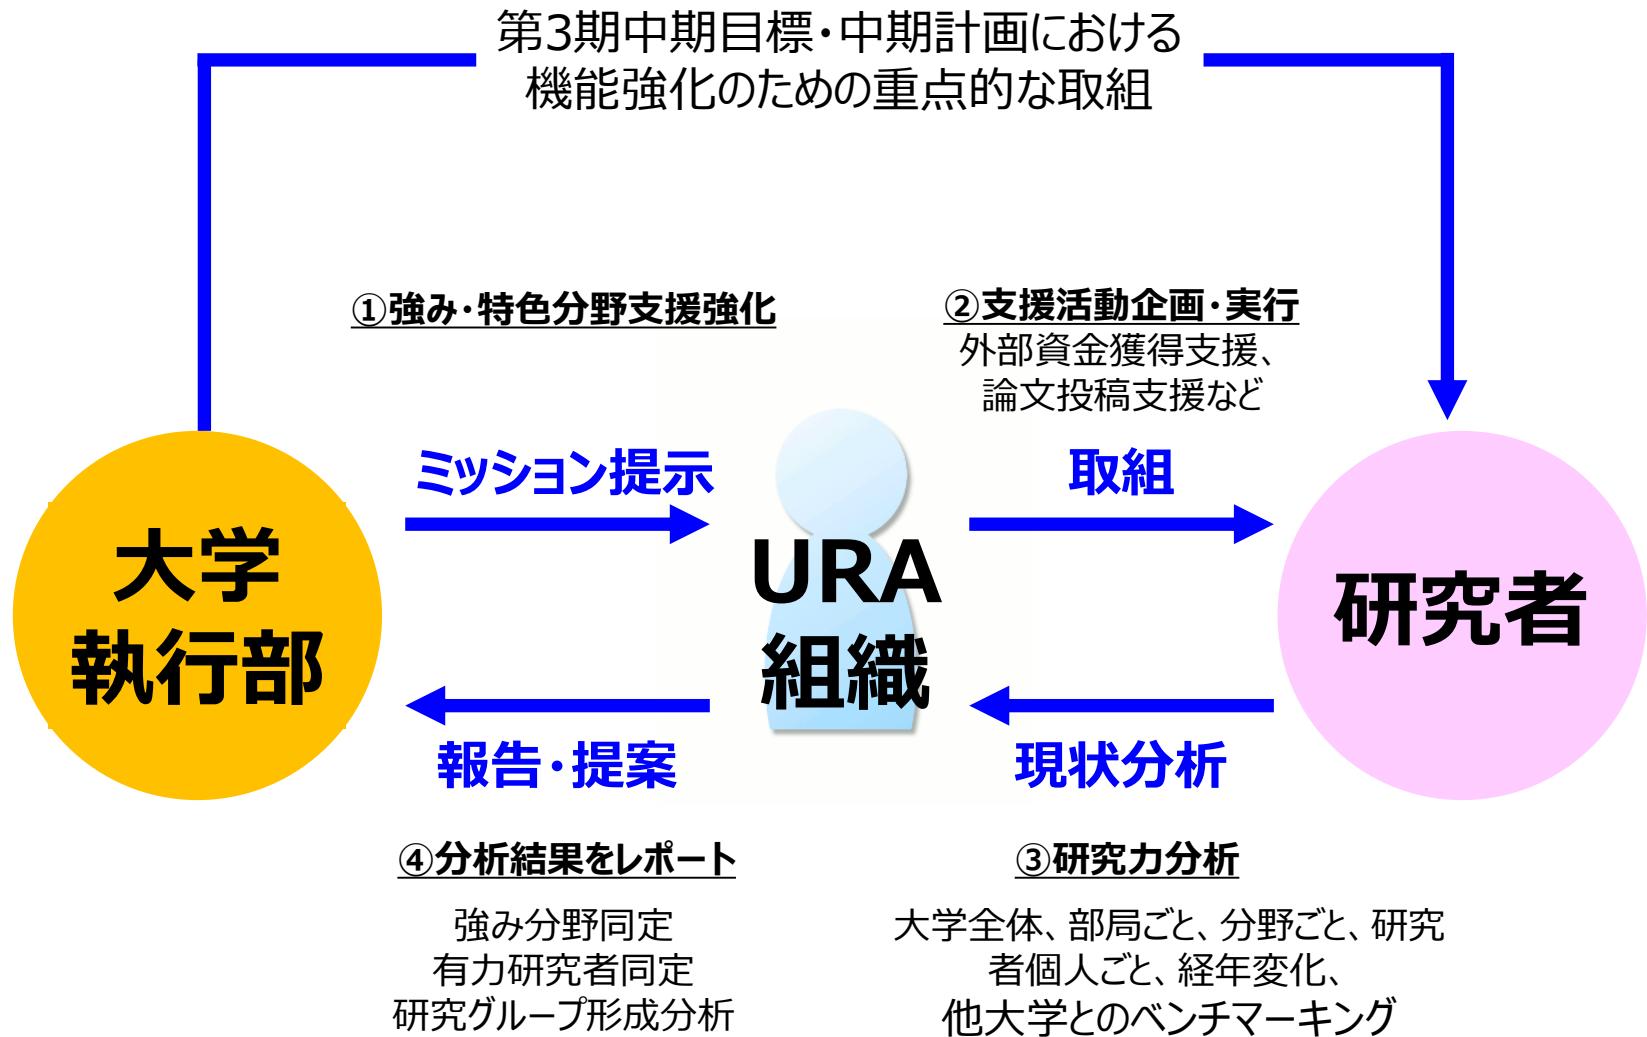 第3期中期目標・中期計画における
機能強化のための重点的な取組
①強み・特色分野支援強化
②支援活動企画・実行
外部資金獲得支援、
論文投稿支援など
ミッション提示
取組
大学
執行部
URA
組織
研究者
報告・提案
現状分析
④分析結果をレポート
強み分野同定
有力研究者同定
研究グループ形成分析
③研究力分析
大学全体、部局ごと、分野ごと、研究
者個人ごと、経年変化、
他大学とのベンチマーキング